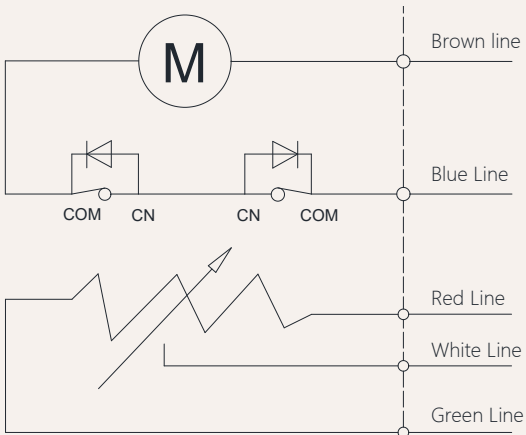 M
Brown line
Blue Line
COM CN CN COM
Red Line
White Line
Green Line